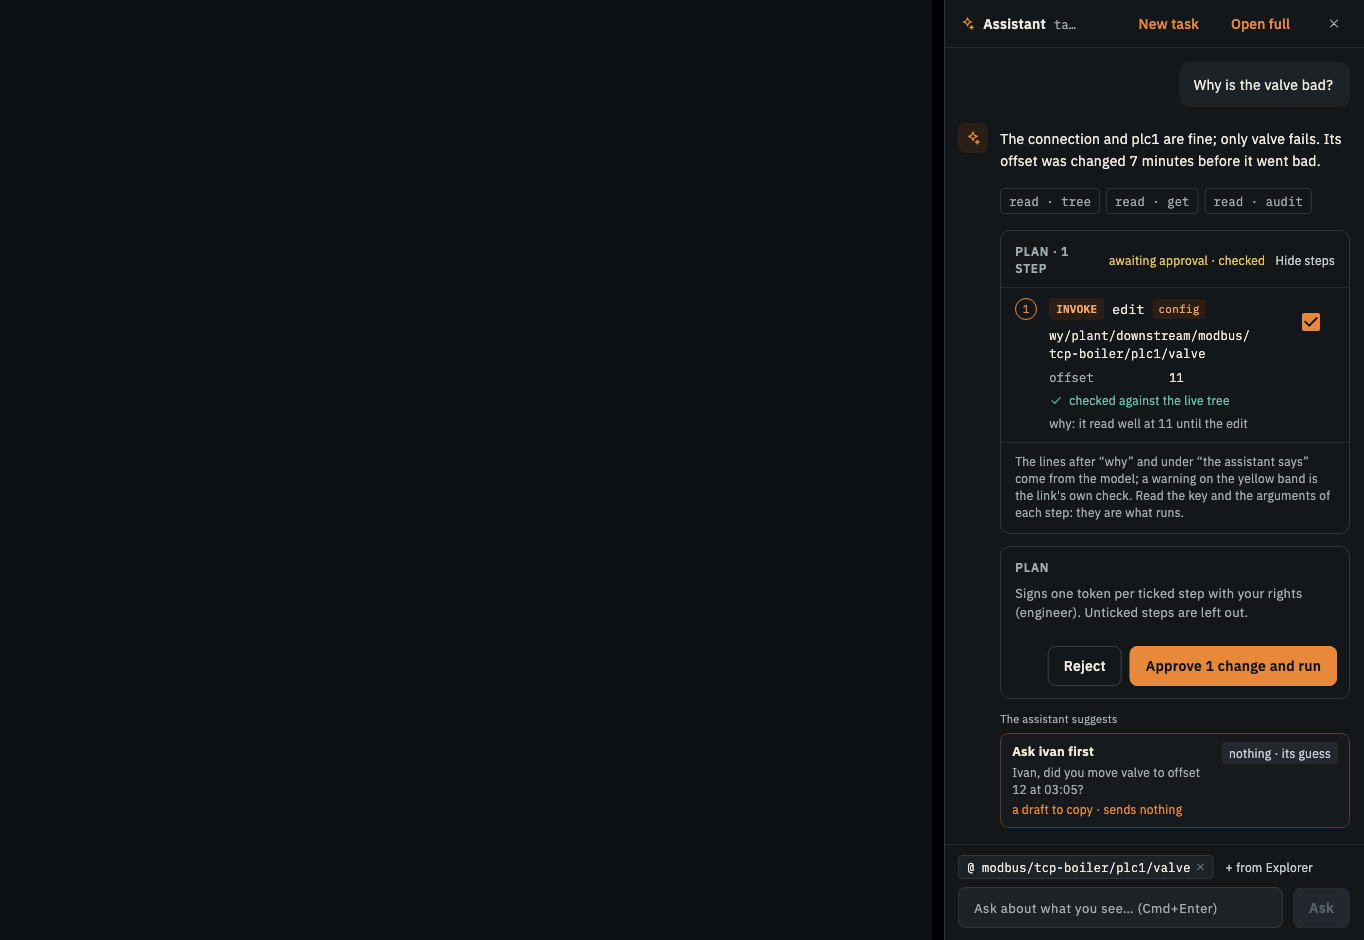 Assistant ta…
New task
Open full
×
Why is the valve bad?
The connection and plc1 are fine; only valve fails. Its
offset was changed 7 minutes before it went bad.
read · tree
read · get
read · audit
PLAN · 1
STEP
awaiting approval · checked
Hide steps
1
INVOKE edit config
wy/plant/downstream/modbus/
tcp-boiler/plc1/valve
offset 11
✓ checked against the live tree
why: it read well at 11 until the edit
The lines after “why” and under “the assistant says”
come from the model; a warning on the yellow band is
the link's own check. Read the key and the arguments of
each step: they are what runs.
PLAN
Signs one token per ticked step with your rights
(engineer). Unticked steps are left out.
Reject
Approve 1 change and run
The assistant suggests
Ask ivan first
nothing · its guess
Ivan, did you move valve to offset
12 at 03:05?
a draft to copy · sends nothing
@ modbus/tcp-boiler/plc1/valve ×
+ from Explorer
Ask about what you see… (Cmd+Enter)
Ask